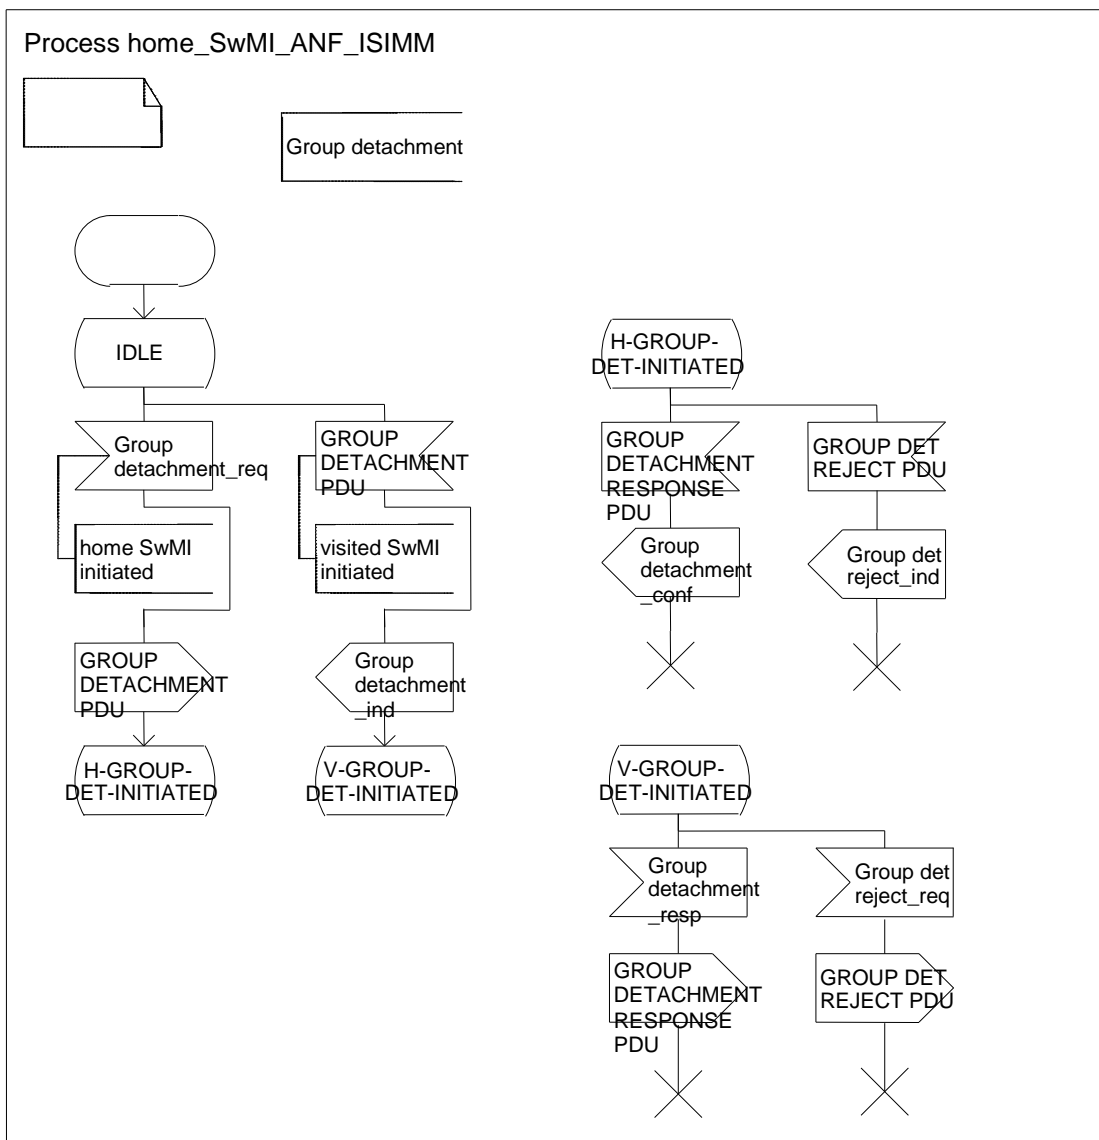 Process home_SwMI_ANF_ISIMM
Group detachment
IDLE
Group
detachment_req
GROUP
DETACHMENT
PDU
home SwMI
initiated
visited SwMI
initiated
GROUP
DETACHMENT
PDU
Group
detachment
_ind
H-GROUP-
DET-INITIATED
V-GROUP-
DET-INITIATED
H-GROUP-
DET-INITIATED
GROUP
DETACHMENT
RESPONSE
PDU
GROUP DET
REJECT PDU
Group
detachment
_conf
Group det
reject_ind
V-GROUP-
DET-INITIATED
Group
detachment
_resp
Group det
reject_req
GROUP
DETACHMENT
RESPONSE
PDU
GROUP DET
REJECT PDU